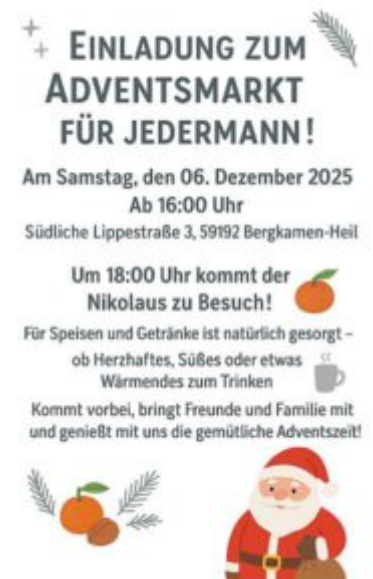 EINLADUNG ZUM
ADVENTSMARKT
FÜR JEDERMANN!
Am Samstag, den 06. Dezember 2025
Ab 16:00 Uhr
Südliche Lippestraße 3, 59192 Bergkamen-Heil
Um 18:00 Uhr kommt der
Nikolaus zu Besuch!
Für Speisen und Getränke ist natürlich gesorgt –
ob Herzhaftes, Süßes oder etwas
Wärmendes zum Trinken
Kommt vorbei, bringt Freunde und Familie mit
und genießt mit uns die gemütliche Adventszeit!